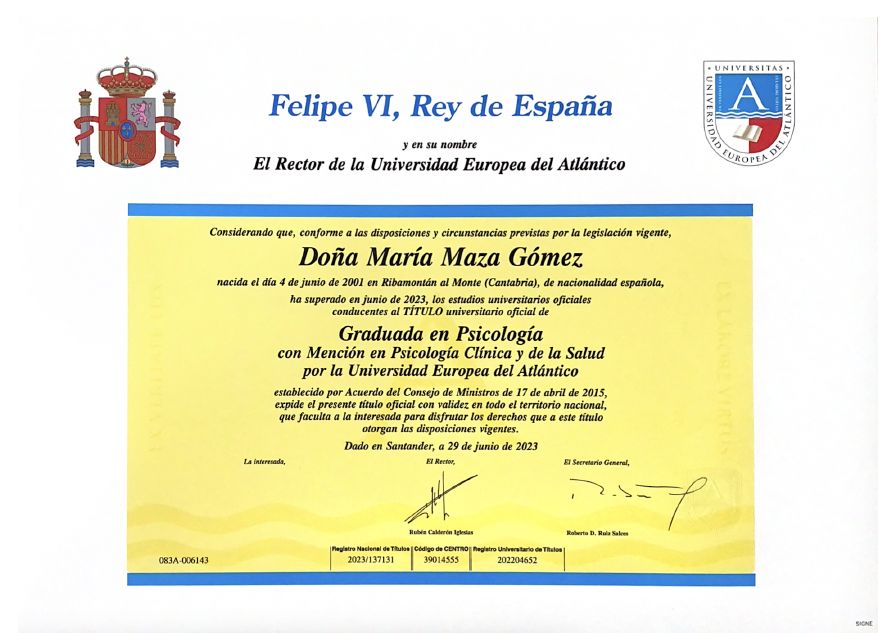 Felipe VI, Rey de España
y en su nombre
El Rector de la Universidad Europea del Atlántico
· UNIVERSITAS ·
UNIVERSIDAD EUROPEA DEL ATLÁNTICO
A
Considerando que, conforme a las disposiciones y circunstancias previstas por la legislación vigente,
Doña María Maza Gómez
nacida el día 4 de junio de 2001 en Ribamontán al Monte (Cantabria), de nacionalidad española,
ha superado en junio de 2023, los estudios universitarios oficiales
conducentes al TÍTULO universitario oficial de
Graduada en Psicología
con Mención en Psicología Clínica y de la Salud
por la Universidad Europea del Atlántico
establecido por Acuerdo del Consejo de Ministros de 17 de abril de 2015,
expide el presente título oficial con validez en todo el territorio nacional,
que faculta a la interesada para disfrutar los derechos que a este título
otorgan las disposiciones vigentes.
Dado en Santander, a 29 de junio de 2023
La interesada,
El Rector,
El Secretario General,
Rubén Calderón Iglesias
Roberto D. Ruiz Salces
Registro Nacional de Títulos
Código de CENTRO
Registro Universitario de Títulos
083A-006143
2023/137131
39014555
202204652
SIGNE